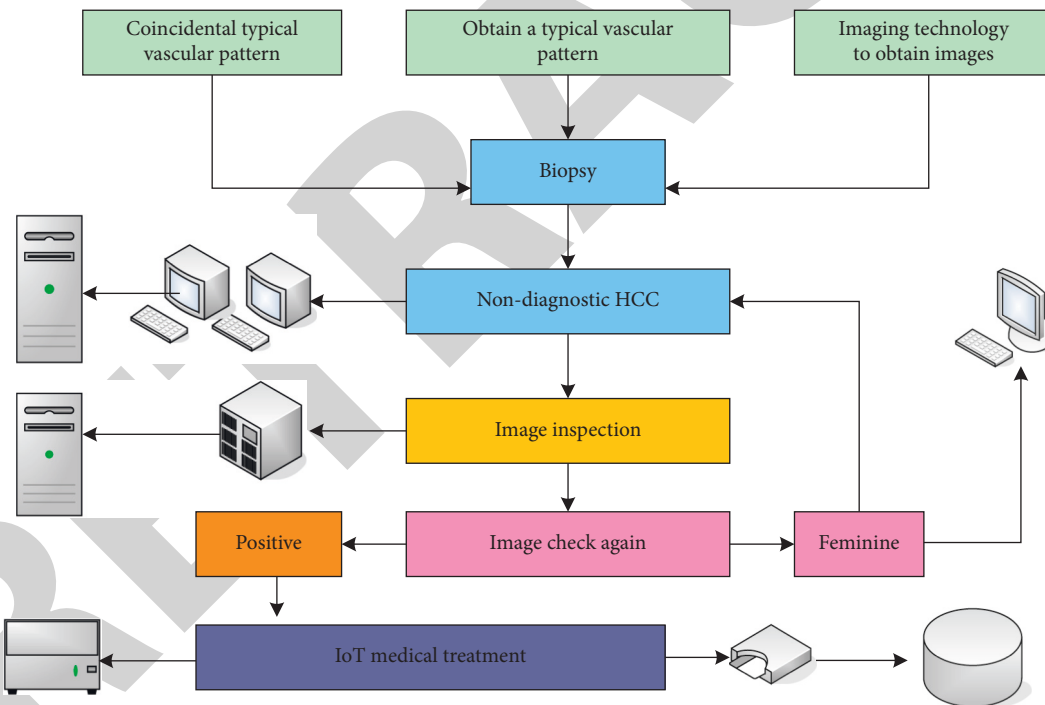 Coincidental typical
vascular pattern
Obtain a typical vascular
pattern
Imaging technology
to obtain images
Biopsy
Non-diagnostic HCC
Image inspection
Positive
Image check again
Feminine
IoT medical treatment